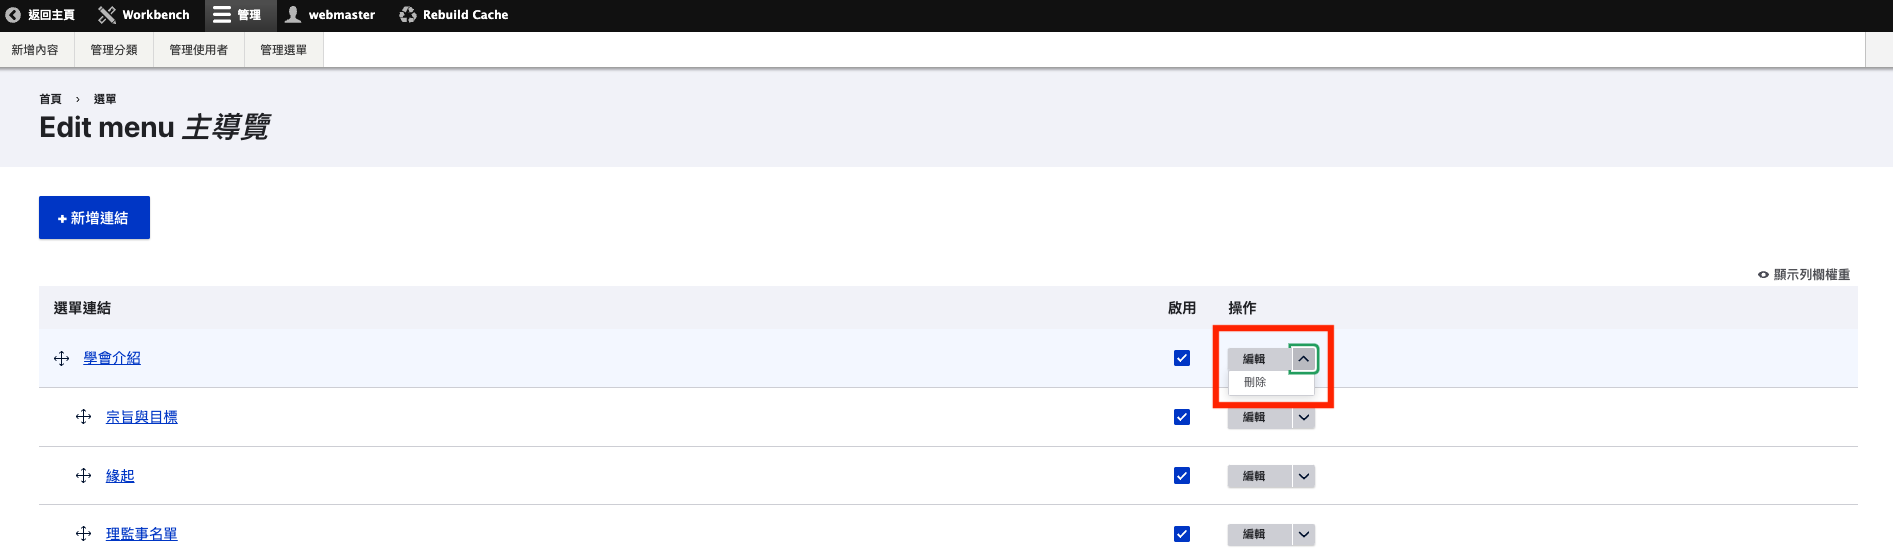 返回主頁 Workbench 管理 webmaster Rebuild Cache
新增內容 管理分類 管理使用者 管理選單
首頁 › 選單
Edit menu 主導覽
+ 新增連結
顯示列欄權重
選單連結 啟用 操作
學會介紹 編輯
刪除
宗旨與目標 編輯
緣起 編輯
理監事名單 編輯